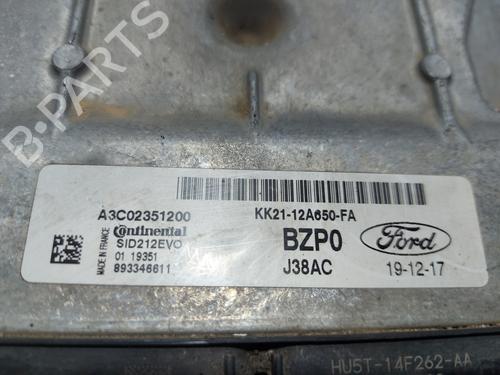 B-PARTS
A3C02351200
KK21-12A650-FA
MADE IN FRANCE
Continental
SID212EVO
01 19351
893346611
BZP0
J38AC
Ford
19-12-17
HU5T-14F262-AA